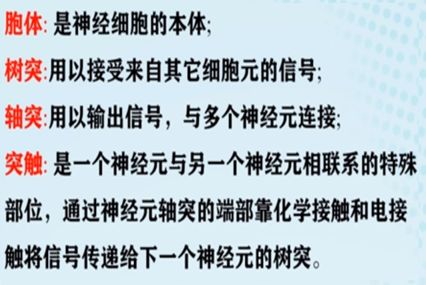 胞体: 是神经细胞的本体;
树突:用以接受来自其它细胞元的信号;
轴突:用以输出信号，与多个神经元连接;
突触: 是一个神经元与另一个神经元相联系的特殊
部位，通过神经元轴突的端部靠化学接触和电接
触将信号传递给下一个神经元的树突。